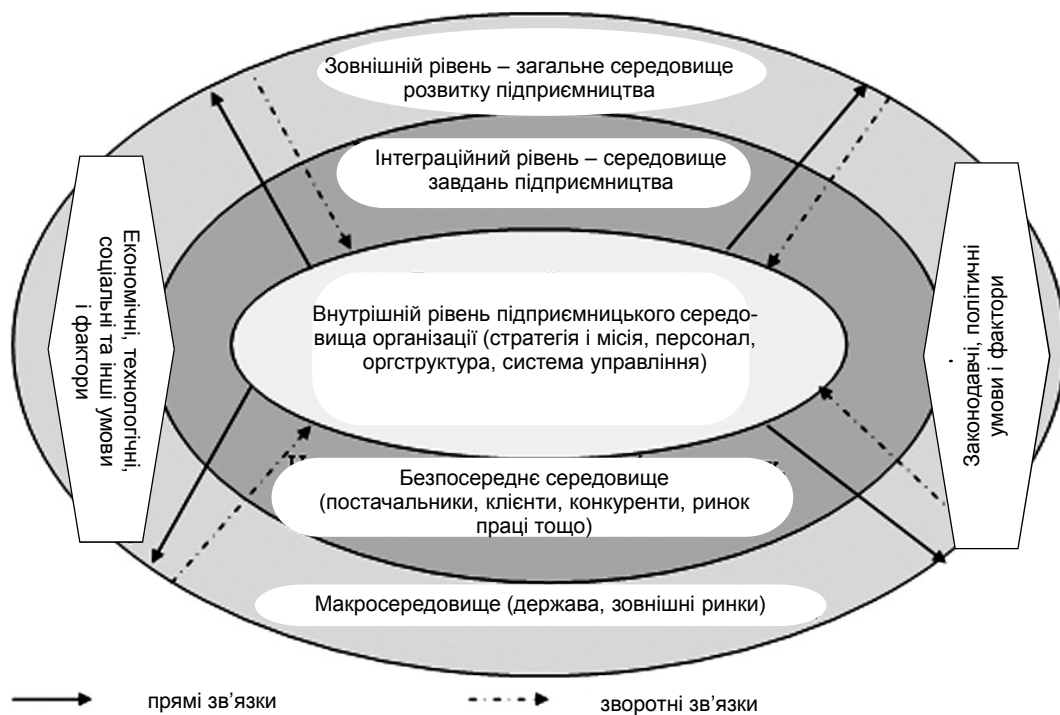 Зовнішній рівень – загальне середовище
розвитку підприємництва
Інтеграційний рівень – середовище
завдань підприємництва
Економічні, технологічні,
соціальні та інші умови
і фактори
Внутрішній рівень підприємницького середо-
вища організації (стратегія і місія, персонал,
оргструктура, система управління)
Законодавчі, політичні
умови і фактори
Безпосереднє середовище
(постачальники, клієнти, конкуренти, ринок
праці тощо)
Макросередовище (держава, зовнішні ринки)
прямі зв’язки
зворотні зв’язки